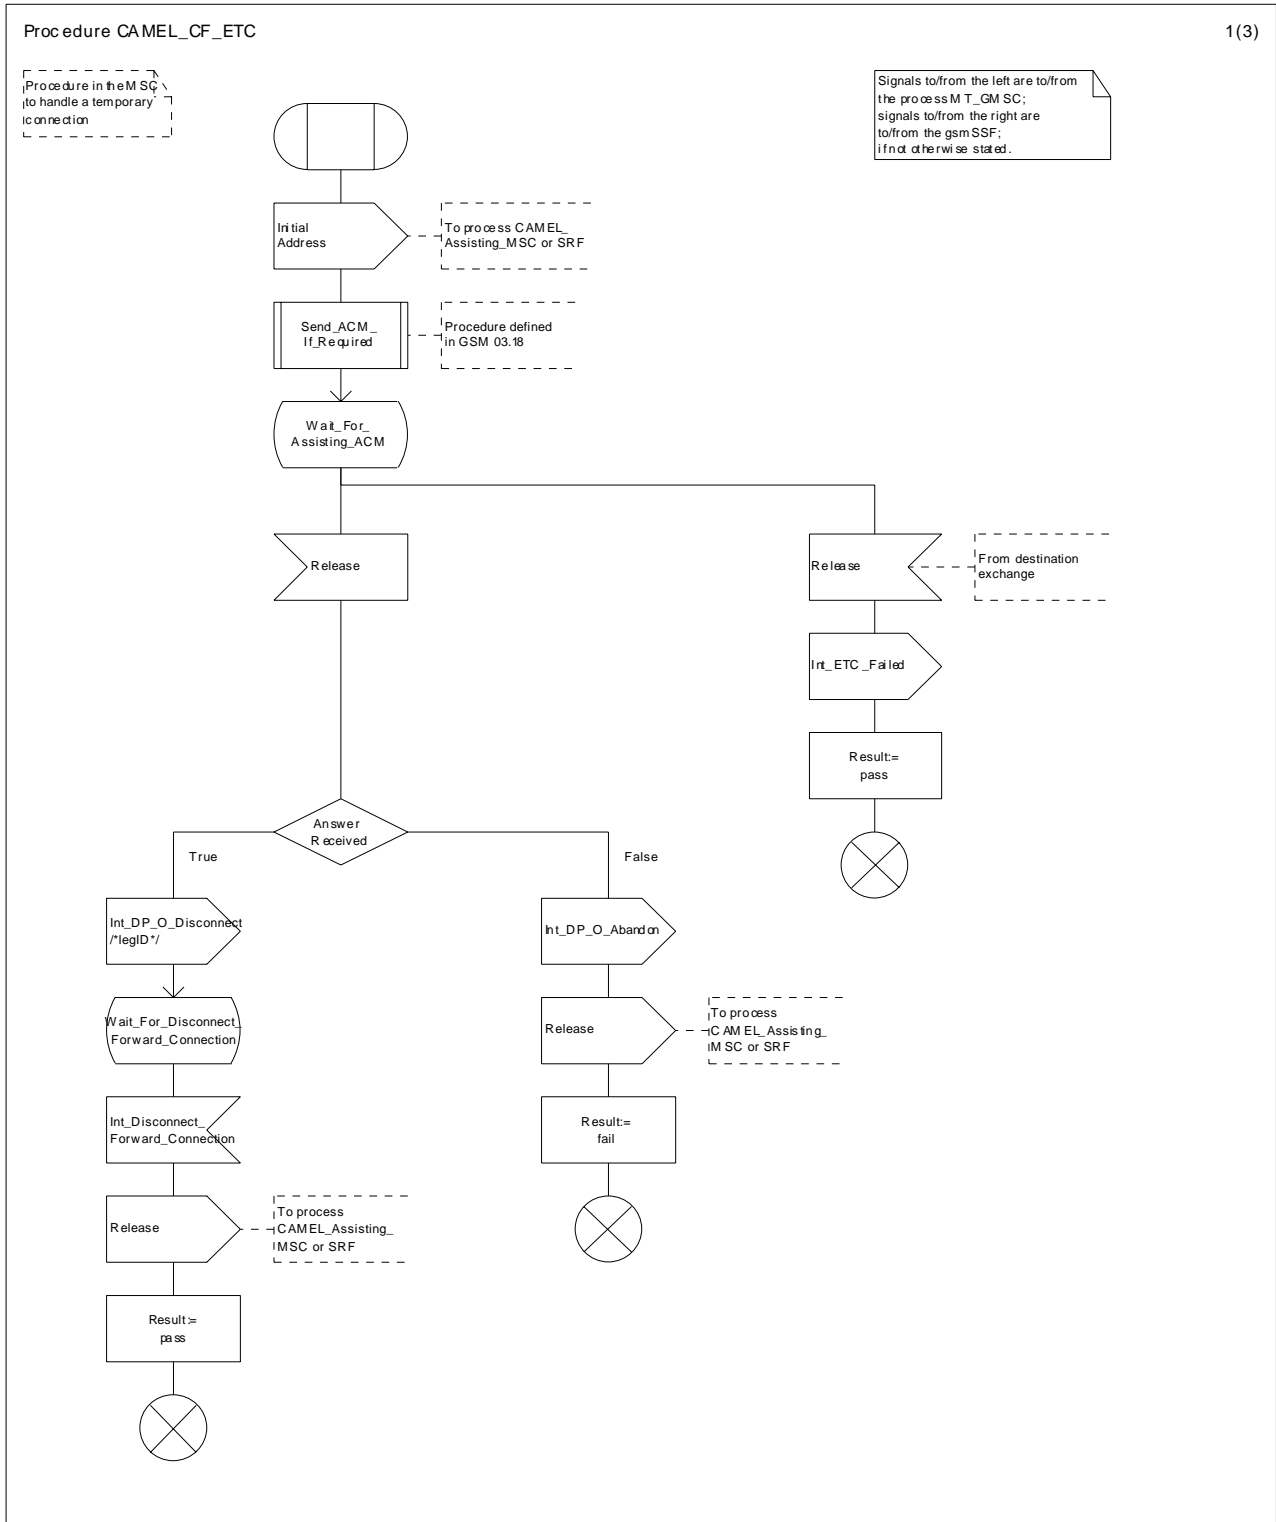 Procedure CAMEL_CF_ETC
1(3)
Procedure in the MSC
to handle a temporary
connection
Signals to/from the left are to/from
the process MT_GMSC;
signals to/from the right are
to/from the gsmSSF;
if not otherwise stated.
Initial
Address
To process CAMEL_
Assisting_MSC or SRF
Send_ACM_
If_Required
Procedure defined
in GSM 03.18
Wait_For_
Assisting_ACM
Release
Release
From destination
exchange
Int_ETC_Failed
Result:=
pass
Answer
Received
True
False
Int_DP_O_Disconnect
/*legID*/
Int_DP_O_Abandon
Wait_For_Disconnect_
Forward_Connection
Release
To process
CAMEL_Assisting_
MSC or SRF
Int_Disconnect_
Forward_Connection
Result:=
fail
Release
To process
CAMEL_Assisting_
MSC or SRF
Result:=
pass